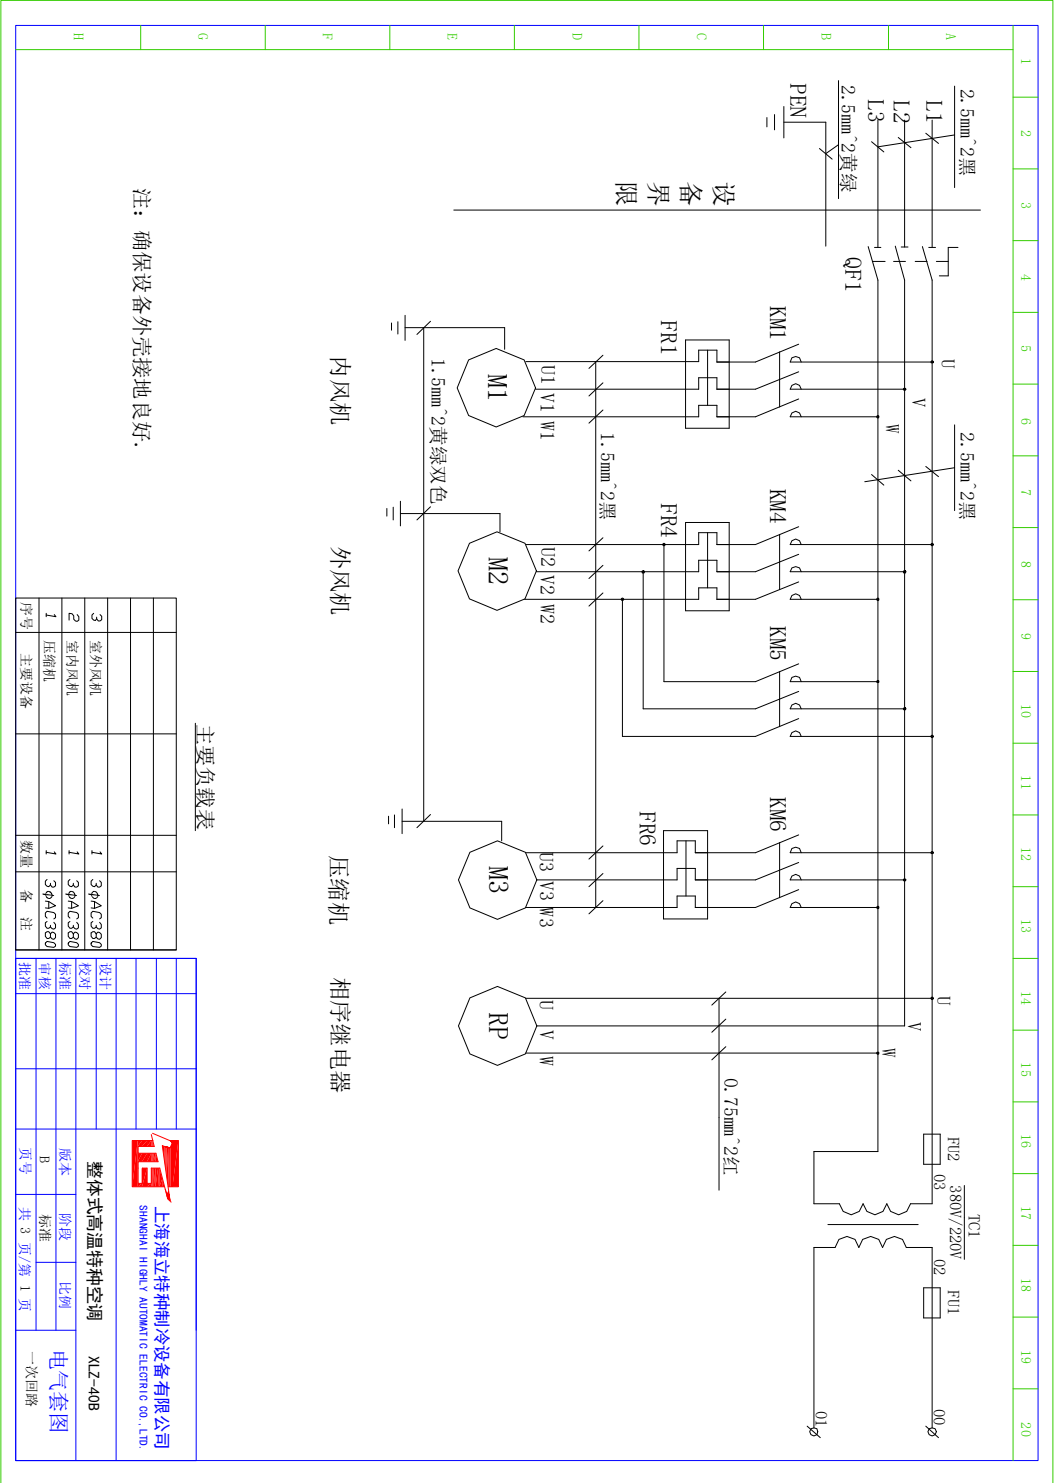 1 2 3 4 5 6 7 8 9 10 11 12 13 14 15 16 17 18 19 20
A
B
C
D
E
F
G
H
2.5mm^2黑
L1
L2
L3
2.5mm^2黄绿
PEN
设备界限
QF1
U
V
W
2.5mm^2黑
KM1
KM4
KM5
KM6
FR1
FR4
FR6
1.5mm^2黑
U1 V1 W1
U2 V2 W2
U3 V3 W3
U V W
M1
M2
M3
RP
1.5mm^2黄绿双色
内风机
外风机
压缩机
相序继电器
U
V
W
0.75mm^2红
FU2
03
TC1
380V/220V
02
FU1
00
01
注: 确保设备外壳接地良好.
主要负载表
3 室外风机 1 3φAC380
2 室内风机 1 3φAC380
1 压缩机 1 3φAC380
序号 主要设备 数量 备 注
设计
校对
标准
审核
批准
上海海立特种制冷设备有限公司
SHANGHAI HIGHLY AUTOMATIC ELECTRIC CO.,LTD.
整体式高温特种空调 XLZ-40B
版本 阶段 比例
B 标准
页号 共 3 页/第 1 页
电气套图
一次回路